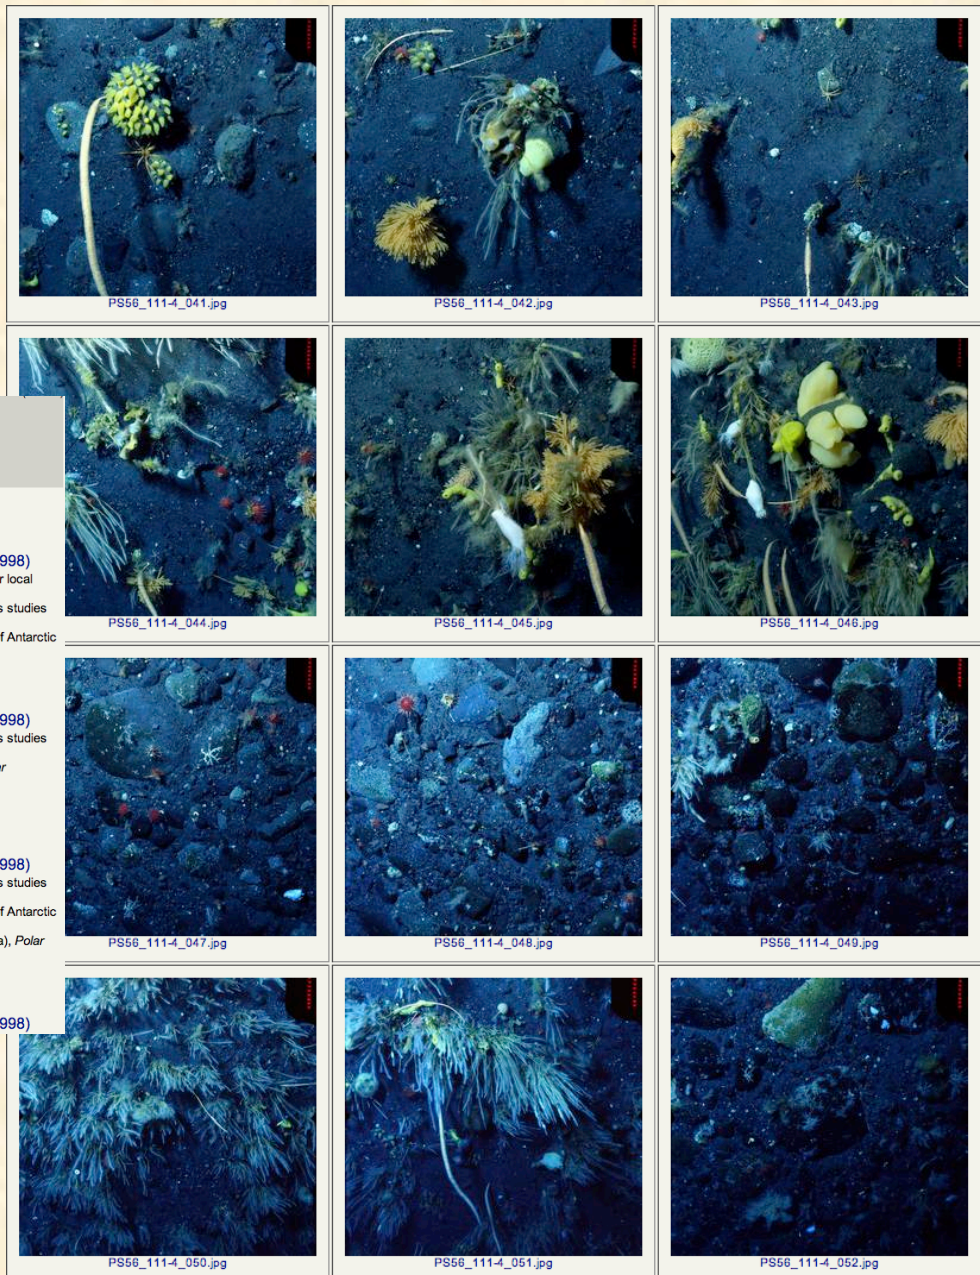 PS56_111-4_041.jpg
PS56_111-4_042.jpg
PS56_111-4_043.jpg
998)
r local
s studies
f Antarctic
PS56_111-4_044.jpg
PS56_111-4_045.jpg
PS56_111-4_046.jpg
998)
s studies
r
998)
s studies
f Antarctic
a), Polar
PS56_111-4_047.jpg
PS56_111-4_048.jpg
PS56_111-4_049.jpg
998)
PS56_111-4_050.jpg
PS56_111-4_051.jpg
PS56_111-4_052.jpg